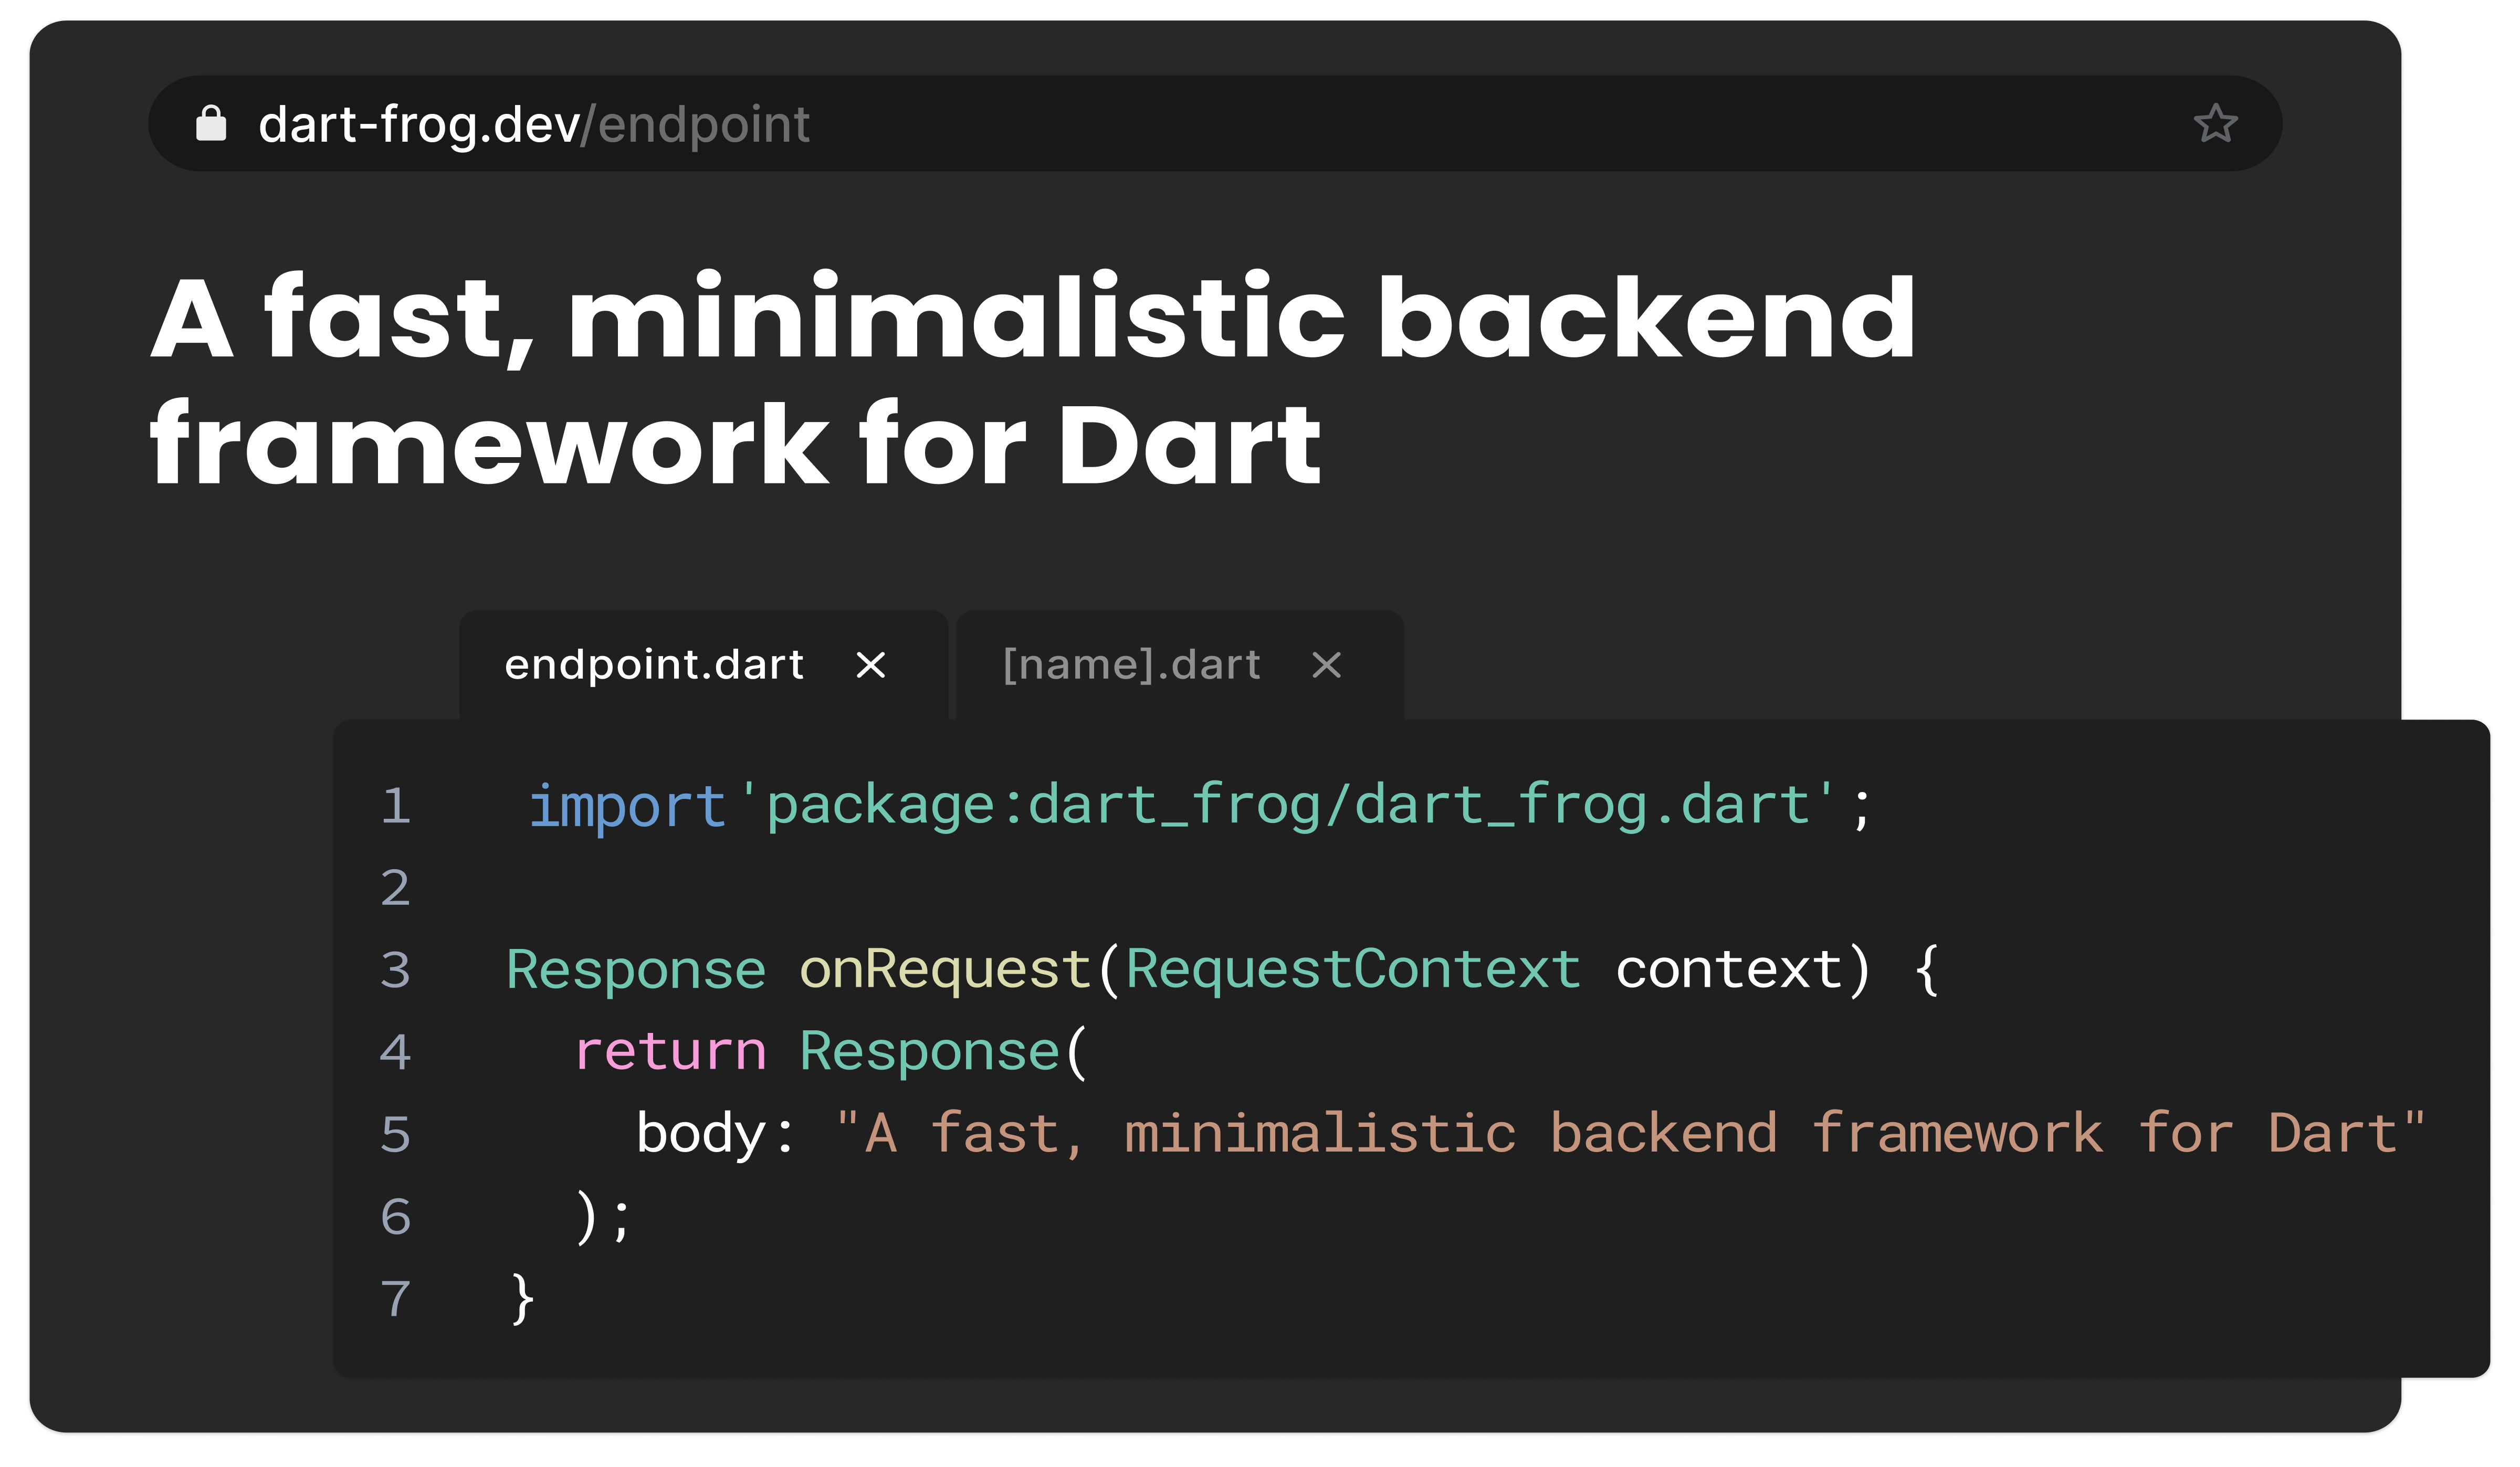 dart-frog.dev/endpoint
A fast, minimalistic backend
framework for Dart
endpoint.dart [name].dart
1 import 'package:dart_frog/dart_frog.dart';
2
3 Response onRequest(RequestContext context) {
4 return Response(
5 body: "A fast, minimalistic backend framework for Dart"
6 );
7 }